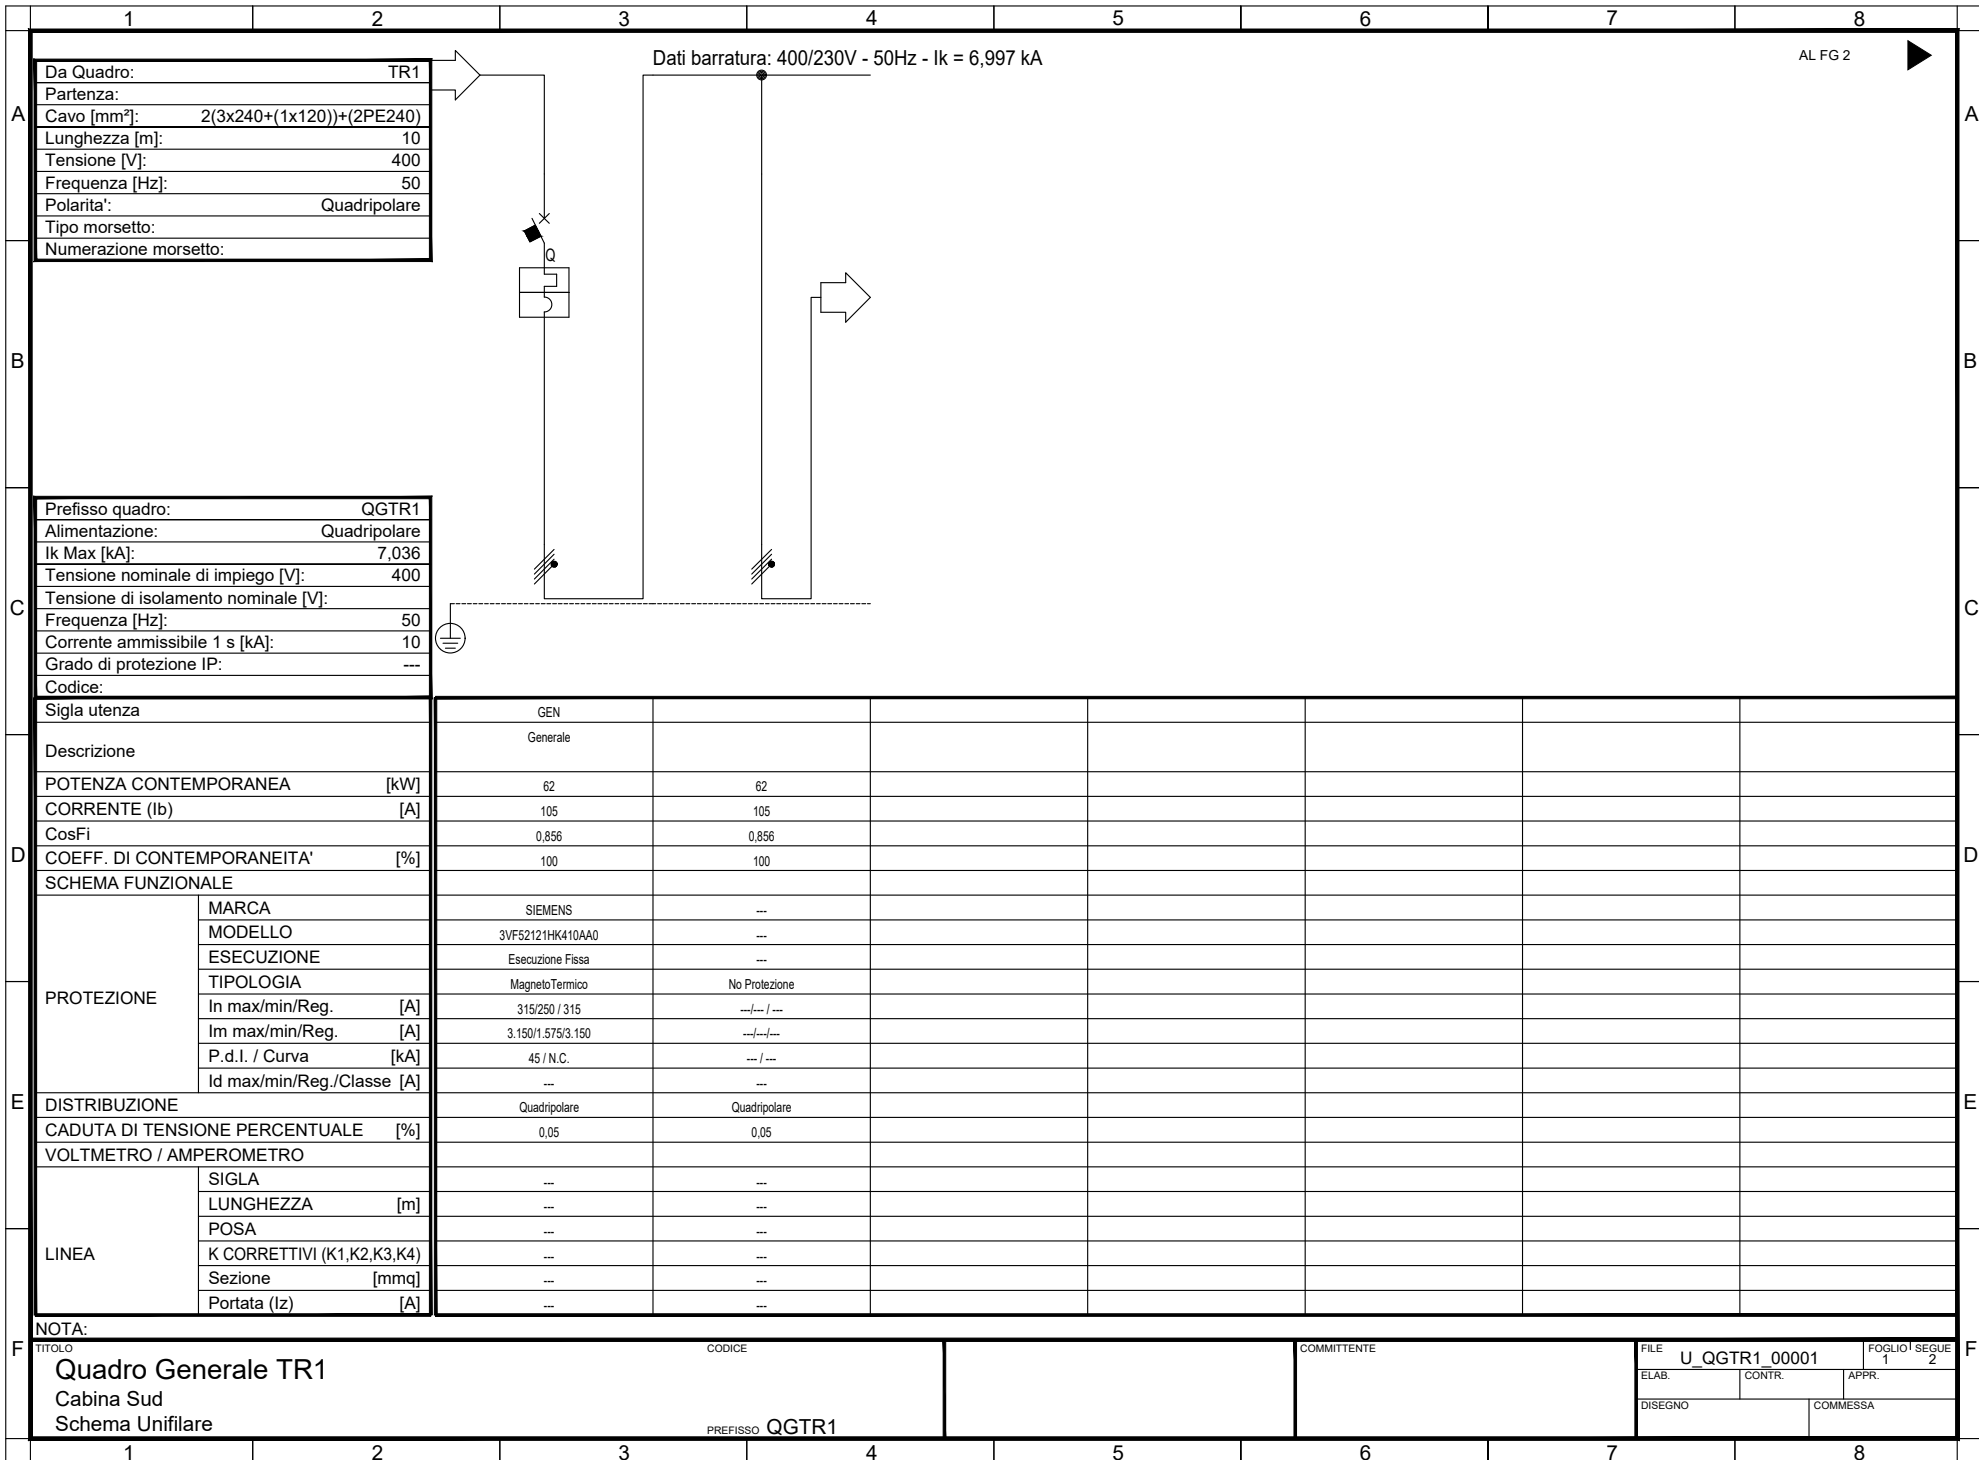 1 2 3 4 5 6 7 8
Dati barratura: 400/230V - 50Hz - Ik = 6,997 kA
AL FG 2
Da Quadro: TR1
Partenza:
Cavo [mm²]: 2(3x240+(1x120))+(2PE240)
Lunghezza [m]: 10
Tensione [V]: 400
Frequenza [Hz]: 50
Polarita': Quadripolare
Tipo morsetto:
Numerazione morsetto:
A A
Q
B B
Prefisso quadro: QGTR1
Alimentazione: Quadripolare
Ik Max [kA]: 7,036
Tensione nominale di impiego [V]: 400
Tensione di isolamento nominale [V]:
Frequenza [Hz]: 50
Corrente ammissibile 1 s [kA]: 10
Grado di protezione IP: ---
Codice:
C C
Sigla utenza GEN
Descrizione Generale
POTENZA CONTEMPORANEA [kW] 62 62
CORRENTE (Ib) [A] 105 105
CosFi 0,856 0,856
D COEFF. DI CONTEMPORANEITA' [%] 100 100 D
SCHEMA FUNZIONALE
PROTEZIONE
MARCA SIEMENS ---
MODELLO 3VF52121HK410AA0 ---
ESECUZIONE Esecuzione Fissa ---
TIPOLOGIA MagnetoTermico No Protezione
In max/min/Reg. [A] 315/250 / 315 ---/--- / ---
Im max/min/Reg. [A] 3.150/1.575/3.150 ---/---/---
P.d.I. / Curva [kA] 45 / N.C. --- / ---
Id max/min/Reg./Classe [A] --- ---
E DISTRIBUZIONE Quadripolare Quadripolare E
CADUTA DI TENSIONE PERCENTUALE [%] 0,05 0,05
VOLTMETRO / AMPEROMETRO
LINEA
SIGLA --- ---
LUNGHEZZA [m] --- ---
POSA --- ---
K CORRETTIVI (K1,K2,K3,K4) --- ---
Sezione [mmq] --- ---
Portata (Iz) [A] --- ---
NOTA:
F F
TITOLO
Quadro Generale TR1
Cabina Sud
Schema Unifilare
CODICE
PREFISSO QGTR1
COMMITTENTE
FILE U_QGTR1_00001
FOGLIO 1 SEGUE 2
ELAB. CONTR. APPR.
DISEGNO COMMESSA
1 2 3 4 5 6 7 8